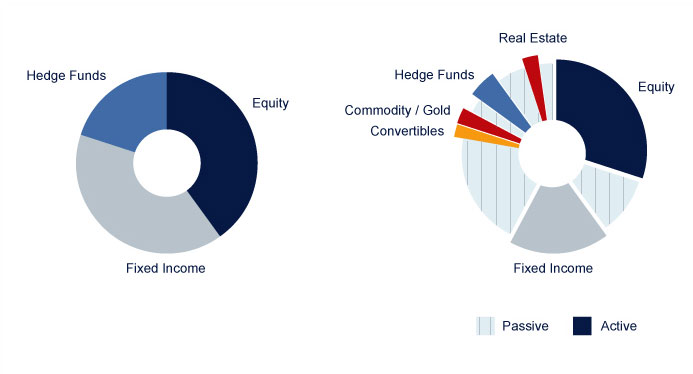 Hedge Funds
Equity
Fixed Income
Real Estate
Hedge Funds
Equity
Commodity / Gold
Convertibles
Fixed Income
Passive
Active